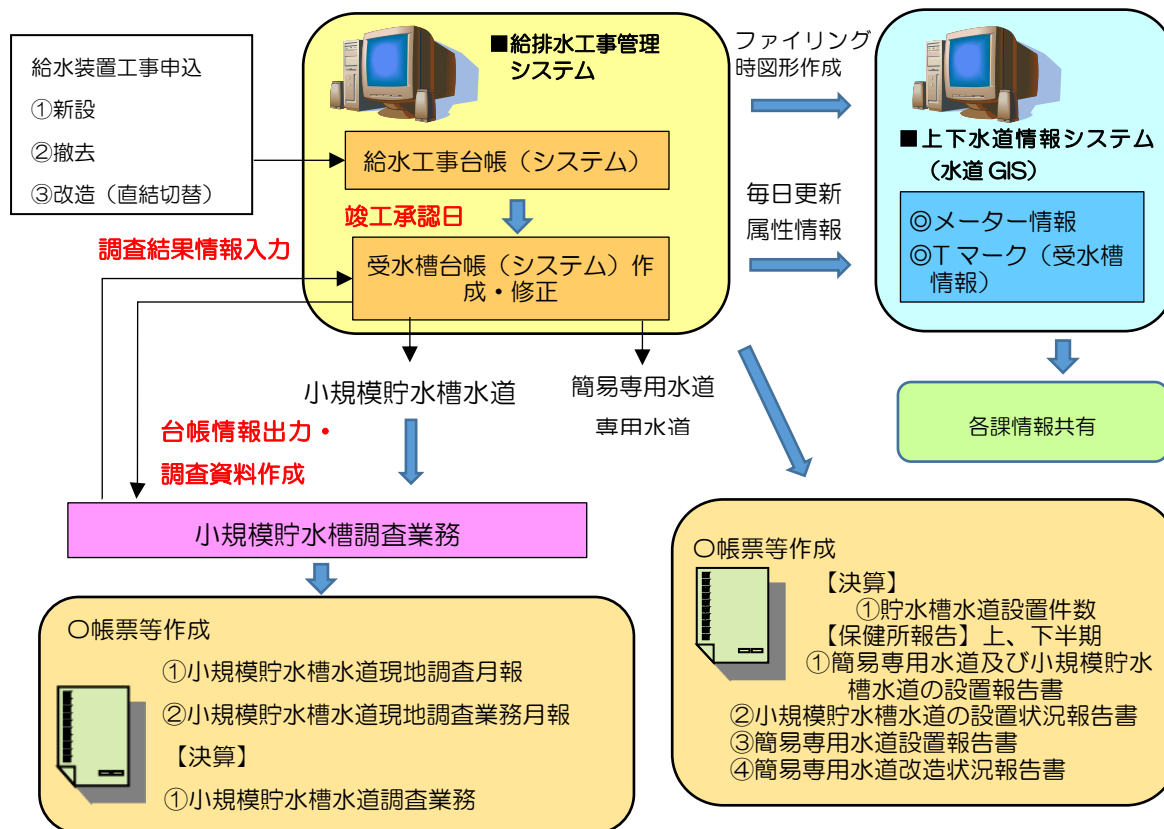 給水装置工事申込
①新設
②撤去
③改造（直結切替）
■給排水工事管理
システム
給水工事台帳（システム）
竣工承認日
受水槽台帳（システム）作
成・修正
ファイリング
時図形作成
毎日更新
属性情報
■上下水道情報システム
（水道GIS）
◎メーター情報
◎Tマーク（受水槽
情報）
各課情報共有
調査結果情報入力
小規模貯水槽水道
簡易専用水道
専用水道
台帳情報出力・
調査資料作成
小規模貯水槽調査業務
〇帳票等作成
①小規模貯水槽水道現地調査月報
②小規模貯水槽水道現地調査業務月報
【決算】
①小規模貯水槽水道調査業務
〇帳票等作成
【決算】
①貯水槽水道設置件数
【保健所報告】上、下半期
①簡易専用水道及び小規模貯水
槽水道の設置報告書
②小規模貯水槽水道の設置状況報告書
③簡易専用水道設置報告書
④簡易専用水道改造状況報告書